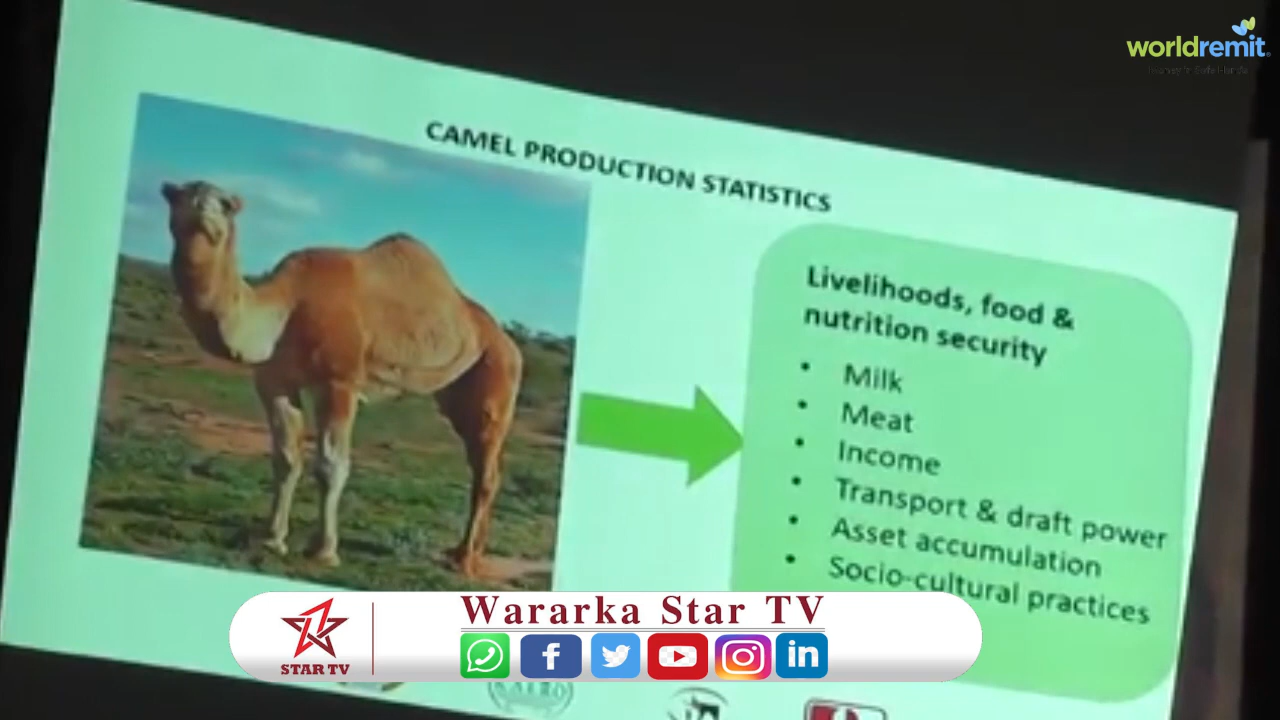 worldremit
CAMEL PRODUCTION STATISTICS
Livelihoods, food &
nutrition security
• Milk
• Meat
• Income
• Transport & draft power
• Asset accumulation
• Socio-cultural practices
Wararka Star TV
STAR TV
f
in